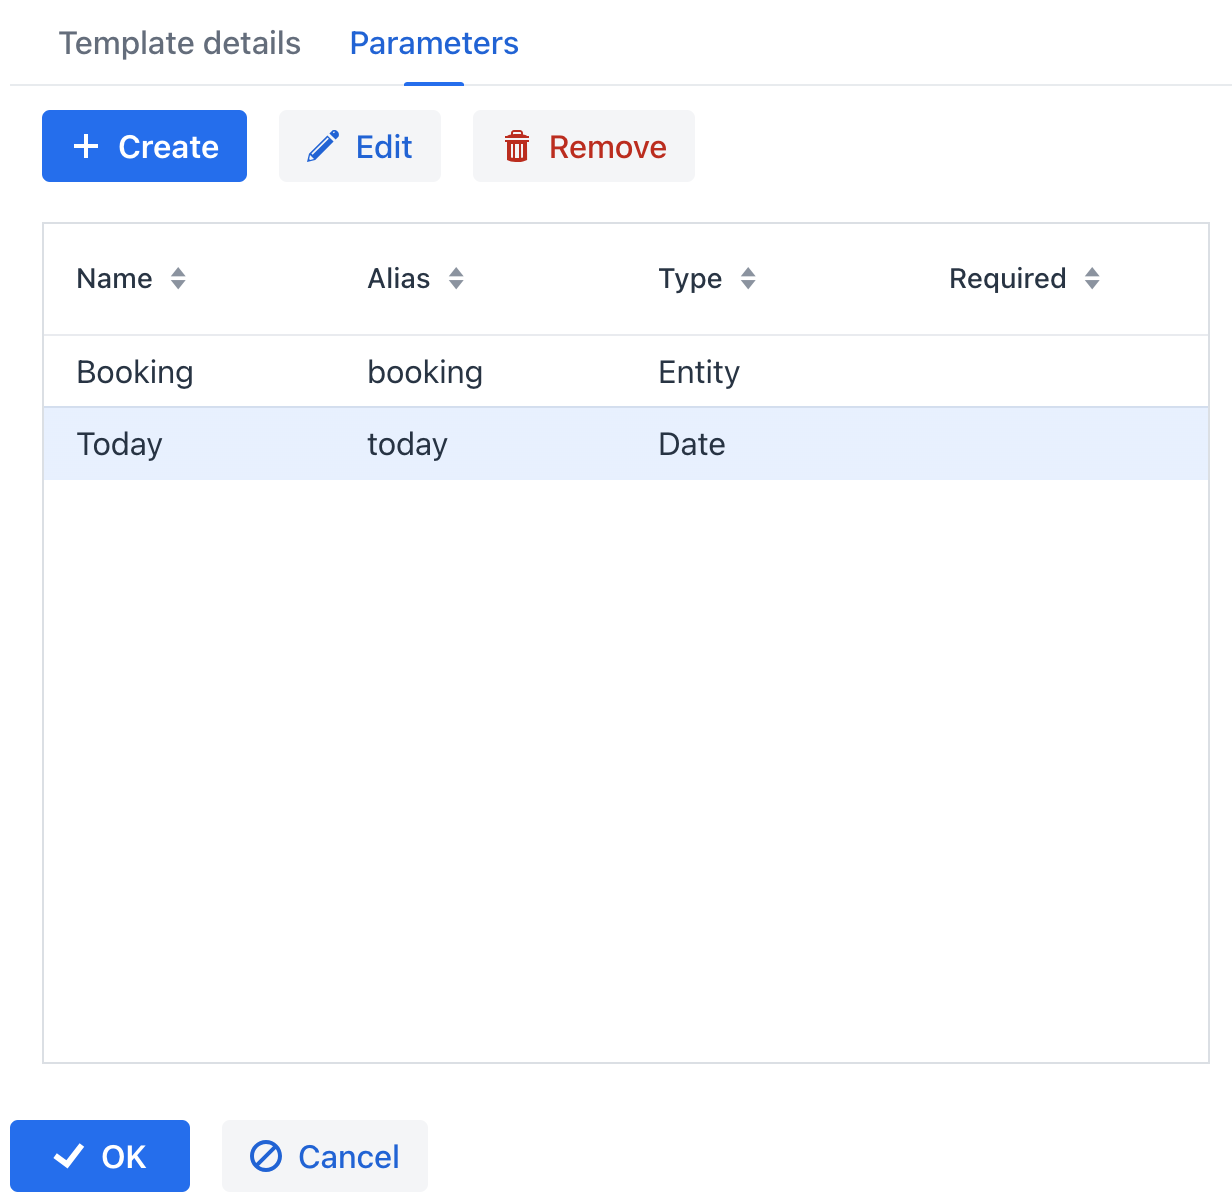 Template details Parameters
Create Edit Remove
Name Alias Type Required
Booking booking Entity
Today today Date
OK Cancel